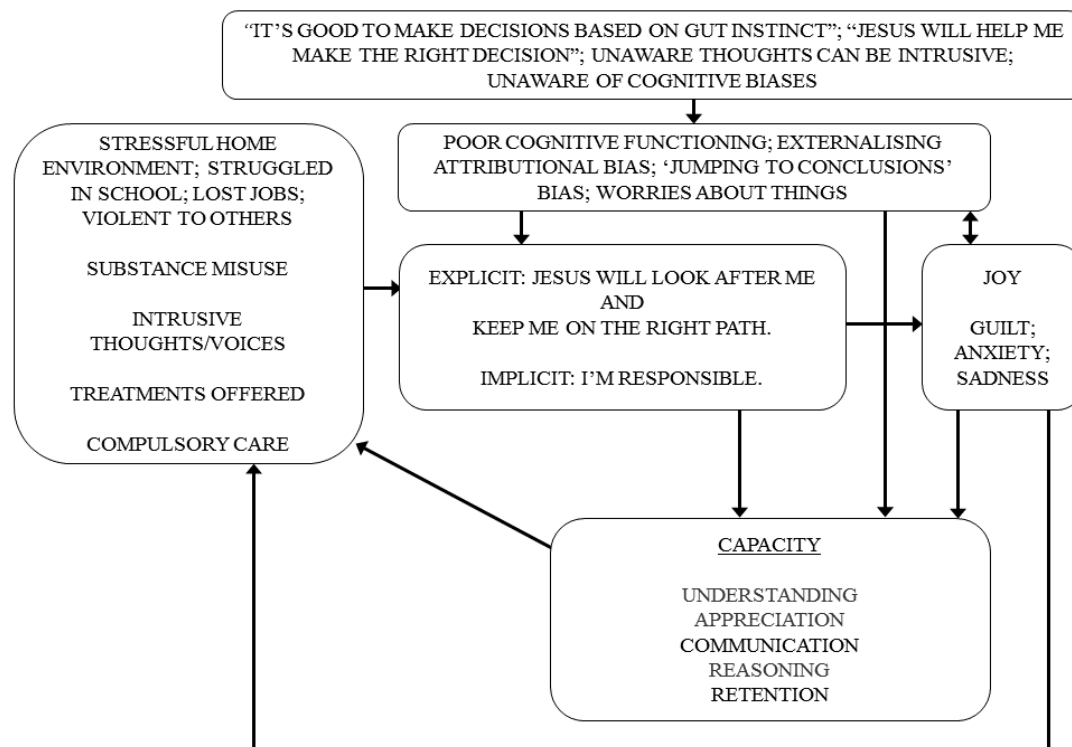 “IT’S GOOD TO MAKE DECISIONS BASED ON GUT INSTINCT”; “JESUS WILL HELP ME
MAKE THE RIGHT DECISION”; UNAWARE THOUGHTS CAN BE INTRUSIVE;
UNAWARE OF COGNITIVE BIASES
POOR COGNITIVE FUNCTIONING; EXTERNALISING
ATTRIBUTIONAL BIAS; ‘JUMPING TO CONCLUSIONS’
BIAS; WORRIES ABOUT THINGS
STRESSFUL HOME
ENVIRONMENT; STRUGGLED
IN SCHOOL; LOST JOBS;
VIOLENT TO OTHERS
SUBSTANCE MISUSE
INTRUSIVE
THOUGHTS/VOICES
TREATMENTS OFFERED
COMPULSORY CARE
EXPLICIT: JESUS WILL LOOK AFTER ME
AND
KEEP ME ON THE RIGHT PATH.
IMPLICIT: I’M RESPONSIBLE.
JOY
GUILT;
ANXIETY;
SADNESS
CAPACITY
UNDERSTANDING
APPRECIATION
COMMUNICATION
REASONING
RETENTION